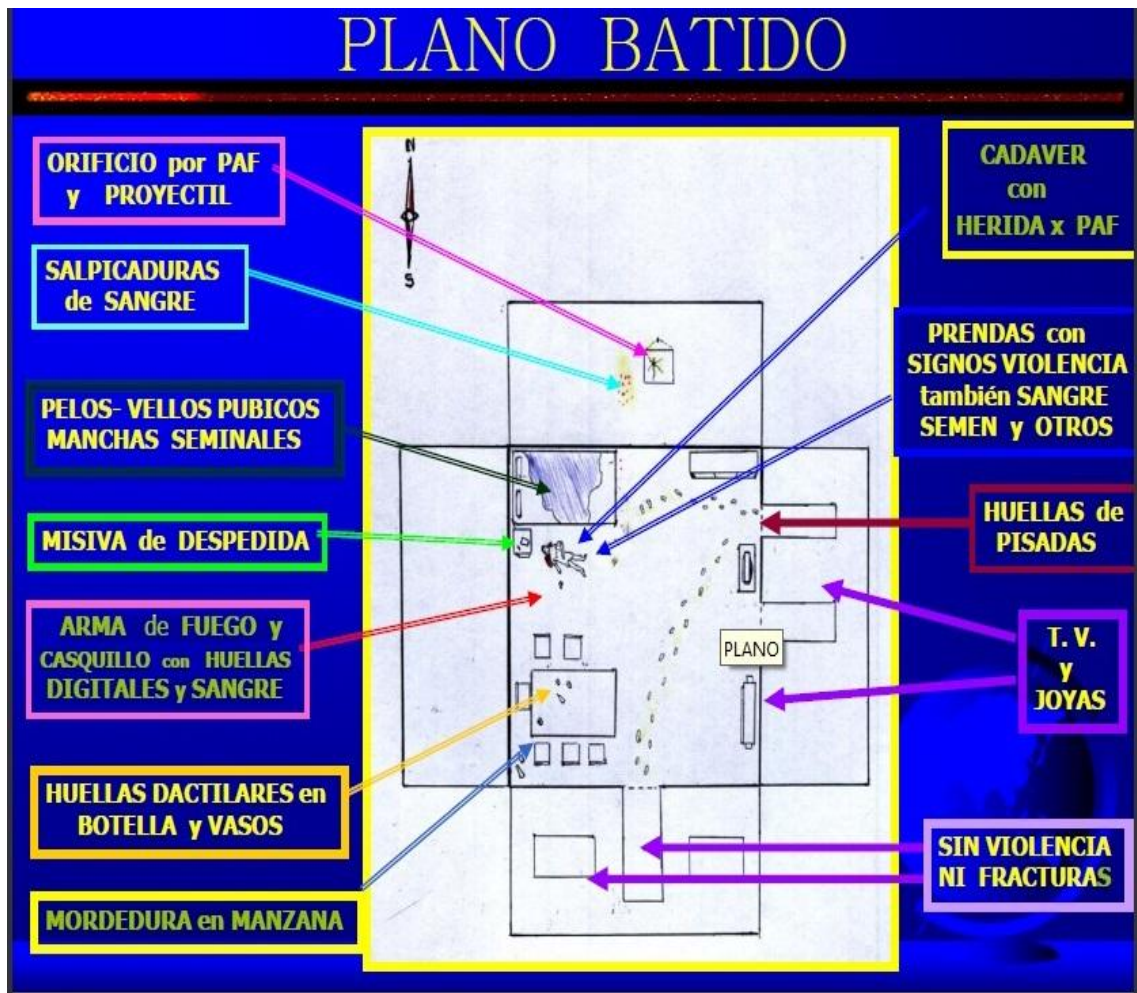 PLANO BATIDO
ORIFICIO por PAF
y PROYECTIL
SALPICADURAS
de SANGRE
PELOS- VELLOS PUBICOS
MANCHAS SEMINALES
MISIVA de DESPEDIDA
ARMA de FUEGO y
CASQUILLO con HUELLAS
DIGITALES y SANGRE
HUELLAS DACTILARES en
BOTELLA y VASOS
MORDEDURA en MANZANA
N
S
PLANO
CADAVER
con
HERIDA x PAF
PRENDAS con
SIGNOS VIOLENCIA
también SANGRE
SEMEN y OTROS
HUELLAS de
PISADAS
T. V.
y
JOYAS
SIN VIOLENCIA
NI FRACTURAS